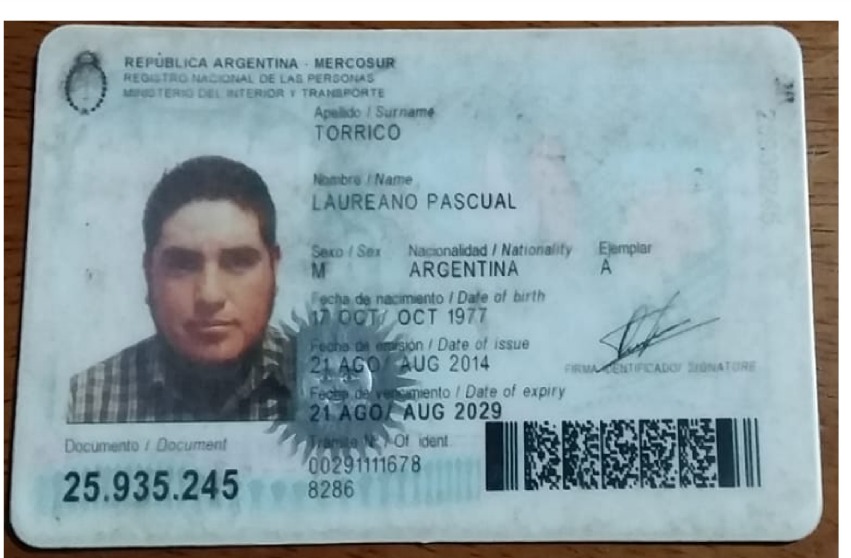 REPÚBLICA ARGENTINA - MERCOSUR
REGISTRO NACIONAL DE LAS PERSONAS
MINISTERIO DEL INTERIOR Y TRANSPORTE
Apellido / Surname
TORRICO
Nombre / Name
LAUREANO PASCUAL
Sexo / Sex Nacionalidad / Nationality Ejemplar
M ARGENTINA A
Fecha de nacimiento / Date of birth
17 OCT/ OCT 1977
Fecha de emisión / Date of issue
21 AGO/ AUG 2014
FIRMA IDENTIFICADO/ SIGNATURE
Fecha de vencimiento / Date of expiry
21 AGO/ AUG 2029
Documento / Document
25.935.245
Trámite Nº / Of. ident.
00291111678
8286